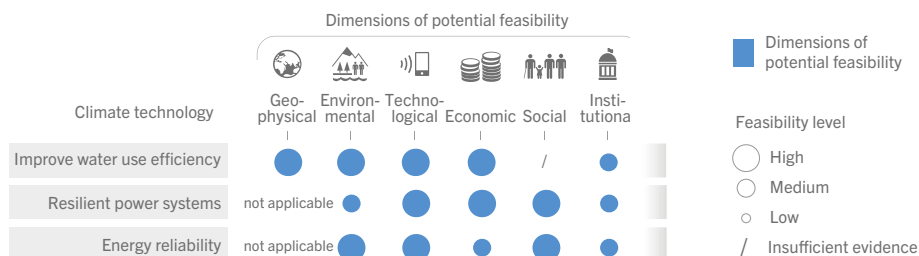 Dimensions of potential feasibility
Climate technology
Geo-
physical
Environ-
mental
Techno-
logical
Economic
Social
Insti-
tutiona
Improve water use efficiency
/
Resilient power systems
not applicable
Energy reliability
not applicable
Dimensions of
potential feasibility
Feasibility level
High
Medium
Low
/ Insufficient evidence